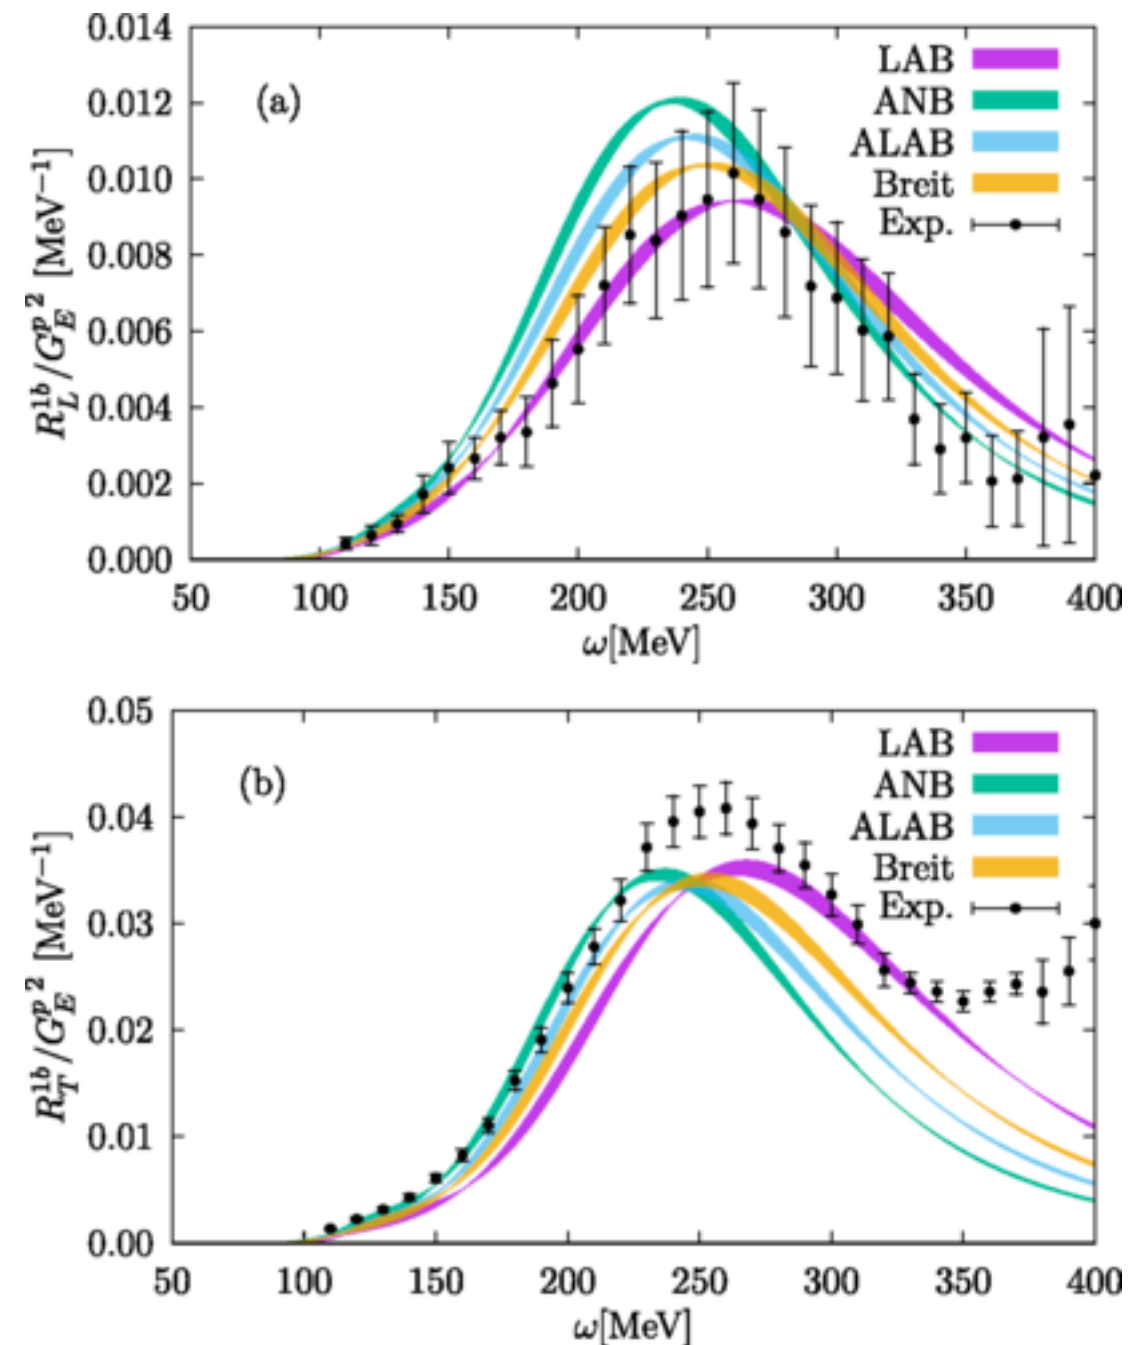 0.014
0.012
0.010
0.008
0.006
0.004
0.002
0.000
R_L^{1b}/G_E^{p 2} [MeV⁻¹]
(a)
LAB
ANB
ALAB
Breit
Exp.
50 100 150 200 250 300 350 400
ω[MeV]
0.05
0.04
0.03
0.02
0.01
0.00
R_T^{1b}/G_E^{p 2} [MeV⁻¹]
(b)
LAB
ANB
ALAB
Breit
Exp.
50 100 150 200 250 300 350 400
ω[MeV]